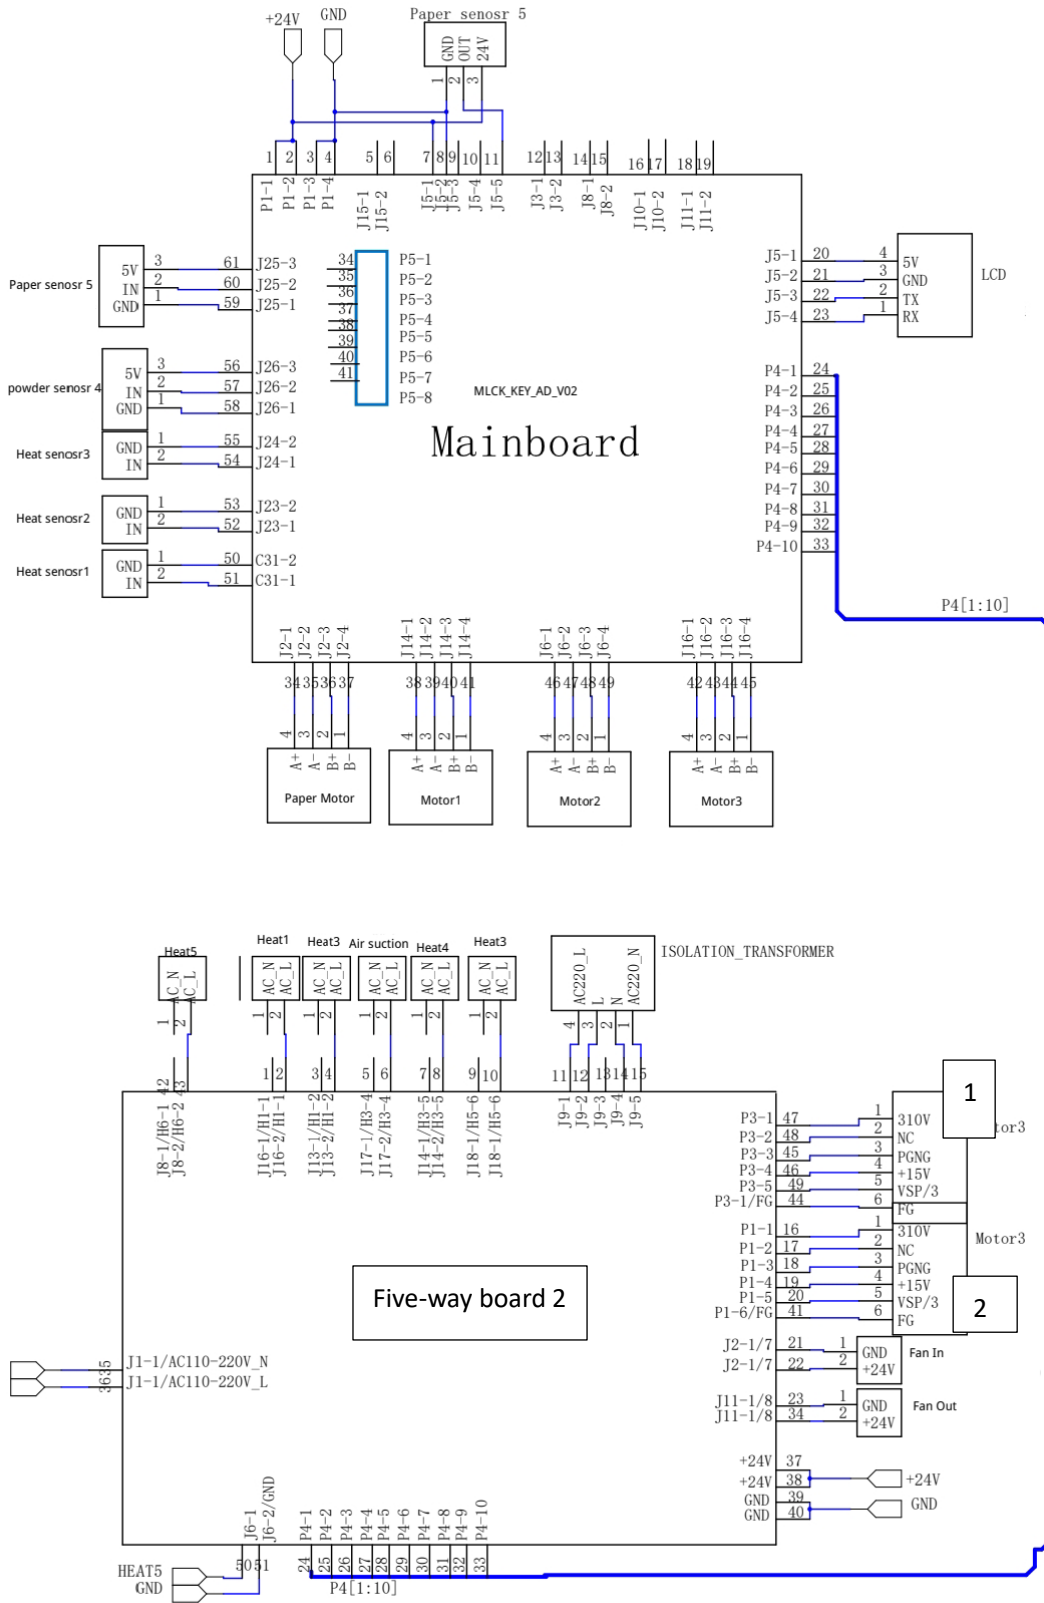 +24V GND Paper senosr 5
GND OUT 24V
1 2 3
1 2 3 4 5 6 7 8 9 10 11 12 13 14 15 16 17 18 19
P1-1 P1-2 P1-3 P1-4 J15-1 J15-2 J5-1 J5-2 J5-3 J5-4 J5-5 J3-1 J3-2 J8-1 J8-2 J10-1 J10-2 J11-1 J11-2
Paper senosr 5
5V 3 61 J25-3
IN 2 60 J25-2
GND 1 59 J25-1
powder senosr 4
5V 3 56 J26-3
IN 2 57 J26-2
GND 1 58 J26-1
Heat senosr3
GND 1 55 J24-2
IN 2 54 J24-1
Heat senosr2
GND 1 53 J23-2
IN 2 52 J23-1
Heat senosr1
GND 1 50 C31-2
IN 2 51 C31-1
34 P5-1
35 P5-2
36 P5-3
37 P5-4
38 P5-5
39 P5-6
40 P5-7
41 P5-8
MLCK_KEY_AD_V02
Mainboard
J5-1 20 4 5V
J5-2 21 3 GND
J5-3 22 2 TX
J5-4 23 1 RX
LCD
P4-1 24
P4-2 25
P4-3 26
P4-4 27
P4-5 28
P4-6 29
P4-7 30
P4-8 31
P4-9 32
P4-10 33
P4[1:10]
J2-1 J2-2 J2-3 J2-4 J14-1 J14-2 J14-3 J14-4 J6-1 J6-2 J6-3 J6-4 J16-1 J16-2 J16-3 J16-4
34 35 36 37 38 39 40 41 46 47 48 49 42 43 44 45
4 3 2 1 4 3 2 1 4 3 2 1 4 3 2 1
A+ A- B+ B- A+ A- B+ B- A+ A- B+ B- A+ A- B+ B-
Paper Motor Motor1 Motor2 Motor3
Heat5 Heat1 Heat3 Air suction Heat4 Heat3
AC_N AC_L AC_N AC_L AC_N AC_L AC_N AC_L AC_N AC_L AC_N AC_L
1 2 1 2 1 2 1 2 1 2 1 2
ISOLATION_TRANSFORMER
AC220_L L N AC220_N
4 3 2 1
42 43 1 2 3 4 5 6 7 8 9 10 11 12 13 14 15
J8-1/H6-1 J8-2/H6-2 J16-1/H1-1 J16-2/H1-1 J13-1/H1-2 J13-2/H1-2 J17-1/H3-4 J17-2/H3-4 J14-1/H3-5 J14-2/H3-5 J18-1/H5-6 J18-1/H5-6 J9-1 J9-2 J9-3 J9-4 J9-5
1
tor3
P3-1 47 1 310V
P3-2 48 2 NC
P3-3 45 3 PGNG
P3-4 46 4 +15V
P3-5 49 5 VSP/3
P3-1/FG 44 6 FG
P1-1 16 1 310V
P1-2 17 2 NC
P1-3 18 3 PGNG
P1-4 19 4 +15V
P1-5 20 5 VSP/3
P1-6/FG 41 6 FG
Motor3
2
Five-way board 2
J2-1/7 21 1 GND
J2-1/7 22 2 +24V
Fan In
J11-1/8 23 1 GND
J11-1/8 34 2 +24V
Fan Out
35 J1-1/AC110-220V_N
36 J1-1/AC110-220V_L
+24V 37
+24V 38
+24V
GND 39
GND 40
GND
J6-1 J6-2/GND P4-1 P4-2 P4-3 P4-4 P4-5 P4-6 P4-7 P4-8 P4-9 P4-10
50 51 24 25 26 27 28 29 30 31 32 33
HEAT5
GND
P4[1:10]